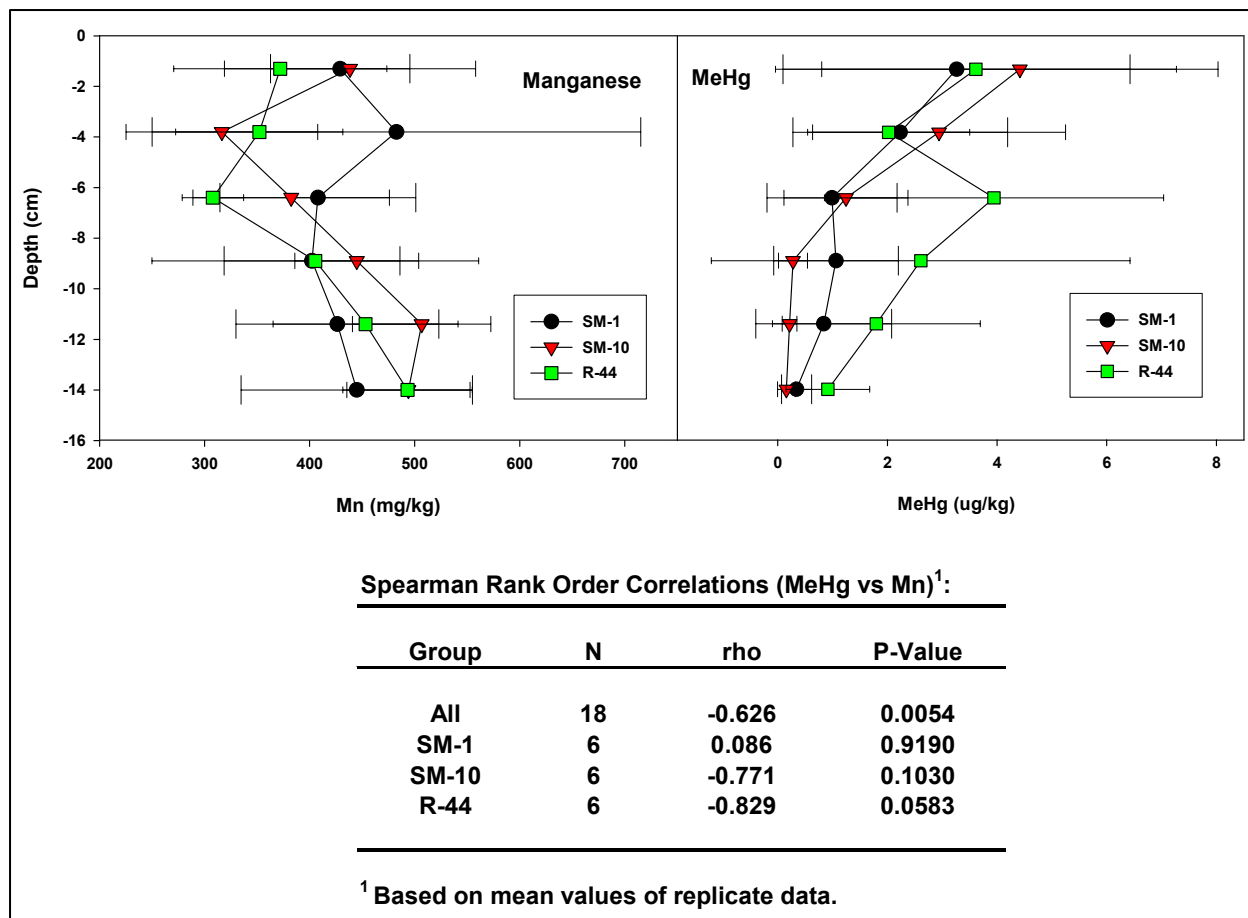 Manganese
MeHg
0
-2
-4
-6
-8
-10
-12
-14
-16
Depth (cm)
SM-1
SM-10
R-44
SM-1
SM-10
R-44
200 300 400 500 600 700
0 2 4 6 8
Mn (mg/kg)
MeHg (ug/kg)
Spearman Rank Order Correlations (MeHg vs Mn)1:
Group N rho P-Value
All 18 -0.626 0.0054
SM-1 6 0.086 0.9190
SM-10 6 -0.771 0.1030
R-44 6 -0.829 0.0583
1 Based on mean values of replicate data.